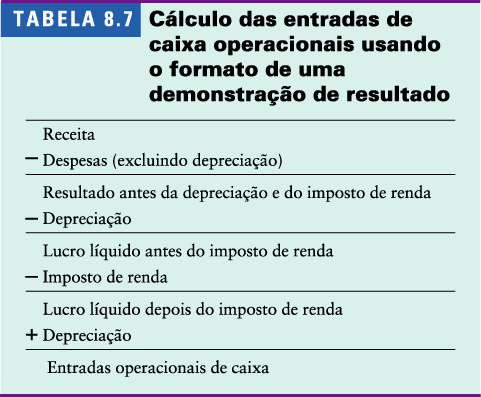 TABELA 8.7
Cálculo das entradas de
caixa operacionais usando
o formato de uma
demonstração de resultado
Receita
– Despesas (excluindo depreciação)
Resultado antes da depreciação e do imposto de renda
– Depreciação
Lucro líquido antes do imposto de renda
– Imposto de renda
Lucro líquido depois do imposto de renda
+ Depreciação
Entradas operacionais de caixa